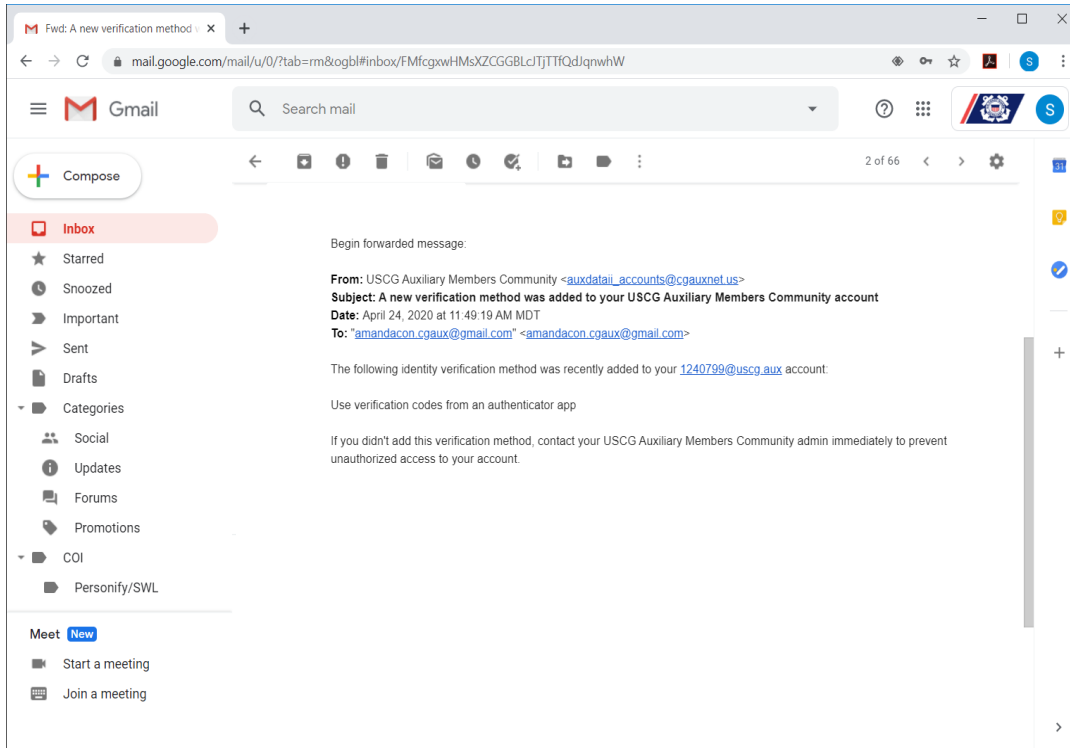 Fwd: A new verification method v
mail.google.com/mail/u/0/?tab=rm&ogbl#inbox/FMfcgxwHMsXZCGGBLcJTjTTfQdJqnwhW
S
Gmail
Search mail
S
Compose
2 of 66
31
Inbox
Starred
Snoozed
Important
Sent
Drafts
Categories
Social
Updates
Forums
Promotions
COI
Personify/SWL
Meet New
Start a meeting
Join a meeting
Begin forwarded message:
From: USCG Auxiliary Members Community <auxdataii_accounts@cgauxnet.us>
Subject: A new verification method was added to your USCG Auxiliary Members Community account
Date: April 24, 2020 at 11:49:19 AM MDT
To: "amandacon.cgaux@gmail.com" <amandacon.cgaux@gmail.com>
The following identity verification method was recently added to your 1240799@uscg.aux account:
Use verification codes from an authenticator app
If you didn't add this verification method, contact your USCG Auxiliary Members Community admin immediately to prevent
unauthorized access to your account.